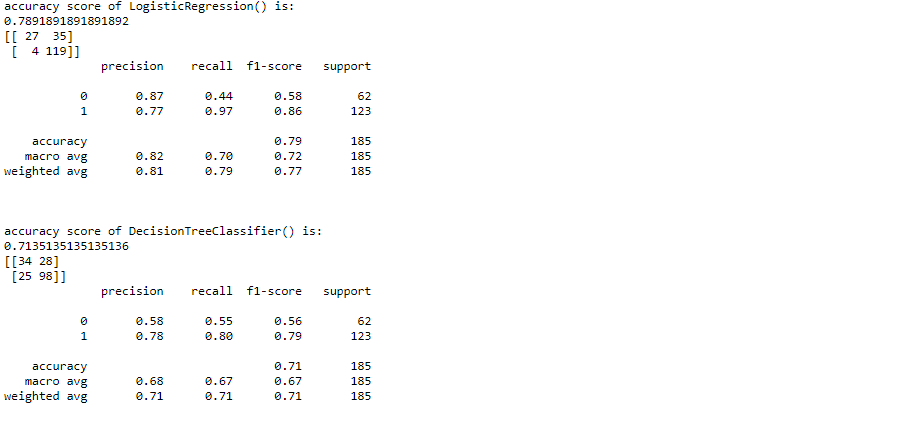 accuracy score of LogisticRegression() is:
0.7891891891891892
[[ 27  35]
 [  4 119]]
              precision    recall  f1-score   support

           0       0.87      0.44      0.58        62
           1       0.77      0.97      0.86       123

    accuracy                           0.79       185
   macro avg       0.82      0.70      0.72       185
weighted avg       0.81      0.79      0.77       185

accuracy score of DecisionTreeClassifier() is:
0.7135135135135136
[[34 28]
 [25 98]]
              precision    recall  f1-score   support

           0       0.58      0.55      0.56        62
           1       0.78      0.80      0.79       123

    accuracy                           0.71       185
   macro avg       0.68      0.67      0.67       185
weighted avg       0.71      0.71      0.71       185